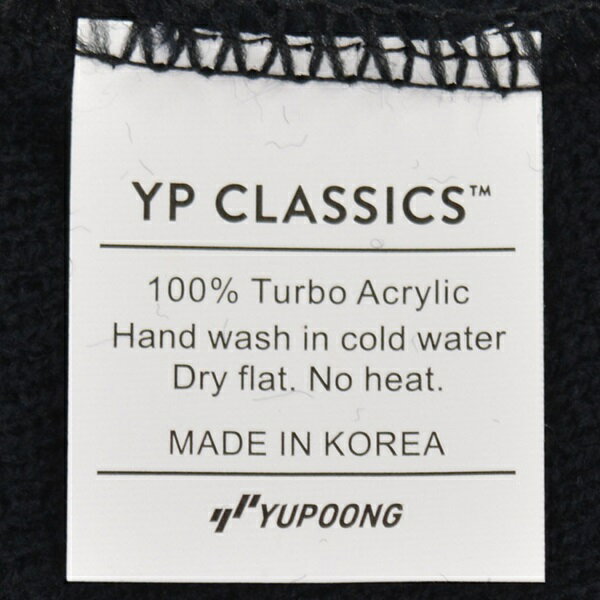 YP CLASSICS™
100% Turbo Acrylic
Hand wash in cold water
Dry flat. No heat.
MADE IN KOREA
YUPOONG